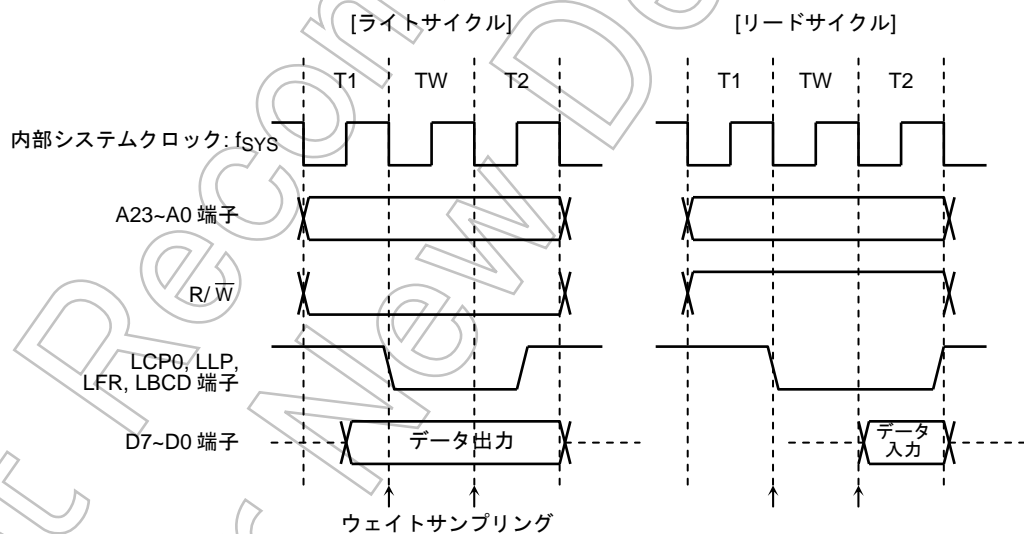 [ライトサイクル] [リードサイクル]
T1 TW T2 T1 TW T2
内部システムクロック: fSYS
A23~A0 端子
R/W̅
LCP0, LLP,
LFR, LBCD 端子
D7~D0 端子
データ出力
データ
入力
ウェイトサンプリング